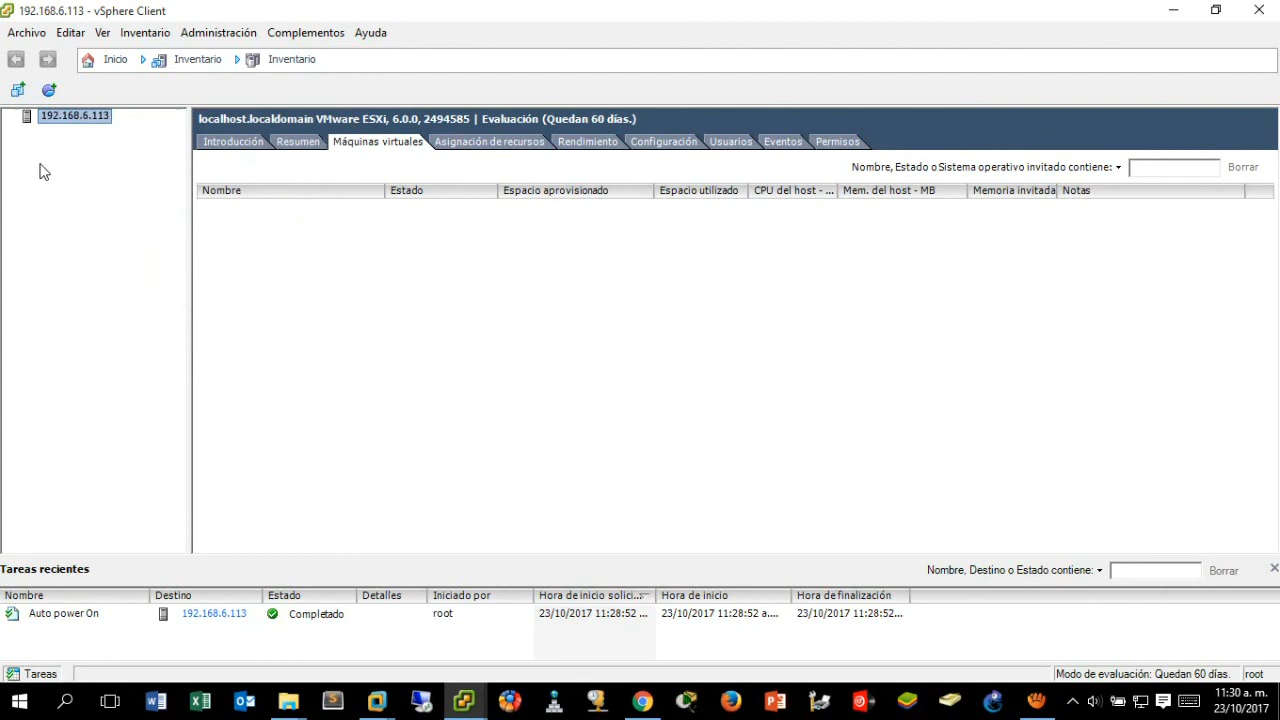 192.168.6.113 - vSphere Client
Archivo Editar Ver Inventario Administración Complementos Ayuda
Inicio Inventario Inventario
192.168.6.113
localhost.localdomain VMware ESXi, 6.0.0, 2494585 | Evaluación (Quedan 60 días.)
Introducción Resumen Máquinas virtuales Asignación de recursos Rendimiento Configuración Usuarios Eventos Permisos
Nombre, Estado o Sistema operativo invitado contiene: Borrar
Nombre Estado Espacio aprovisionado Espacio utilizado CPU del host - ... Mem. del host - MB Memoria invitada Notas
Tareas recientes Nombre, Destino o Estado contiene: Borrar
Nombre Destino Estado Detalles Iniciado por Hora de inicio solici... Hora de inicio Hora de finalización
Auto power On 192.168.6.113 Completado root 23/10/2017 11:28:52 ... 23/10/2017 11:28:52 a.... 23/10/2017 11:28:52...
Tareas Modo de evaluación: Quedan 60 días. root
11:30 a. m.
23/10/2017